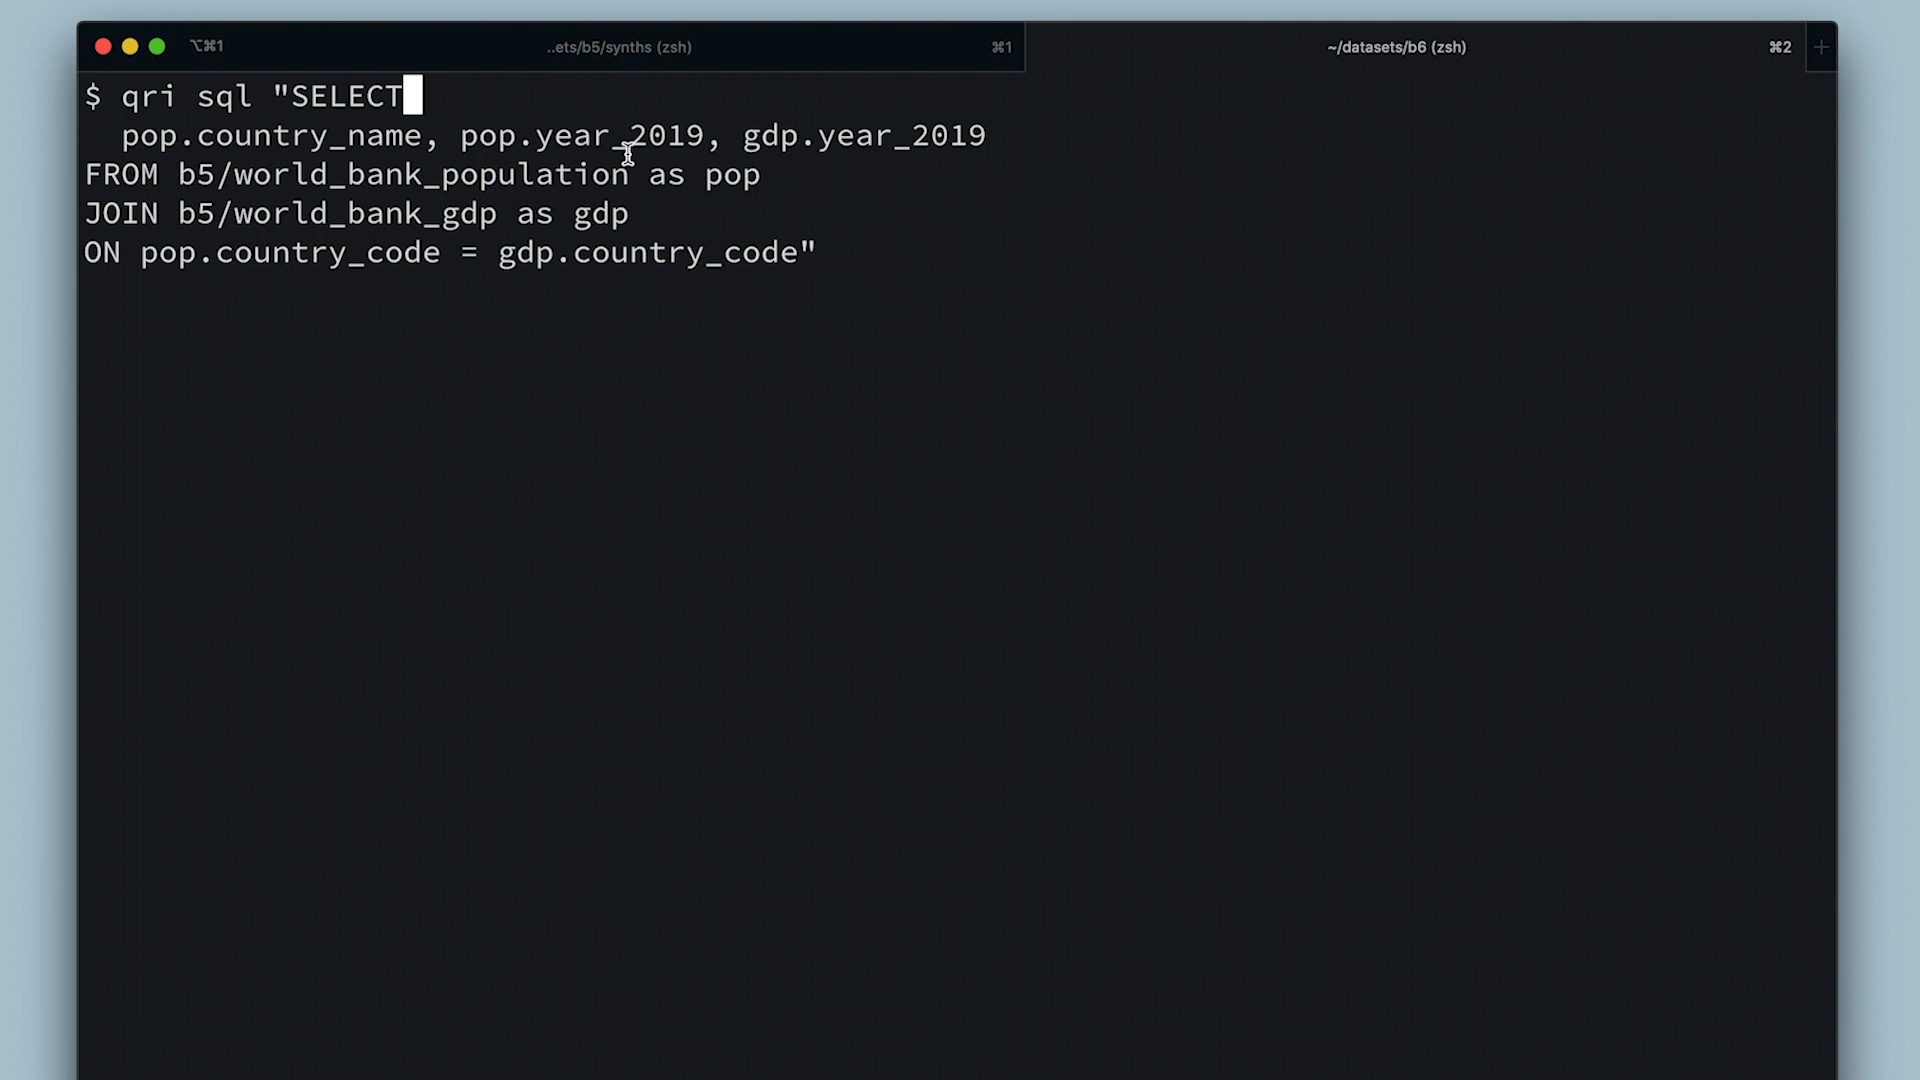 ⌥⌘1 ..ets/b5/synths (zsh) ⌘1 ~/datasets/b6 (zsh) ⌘2 +
$ qri sql "SELECT
  pop.country_name, pop.year_2019, gdp.year_2019
FROM b5/world_bank_population as pop
JOIN b5/world_bank_gdp as gdp
ON pop.country_code = gdp.country_code"